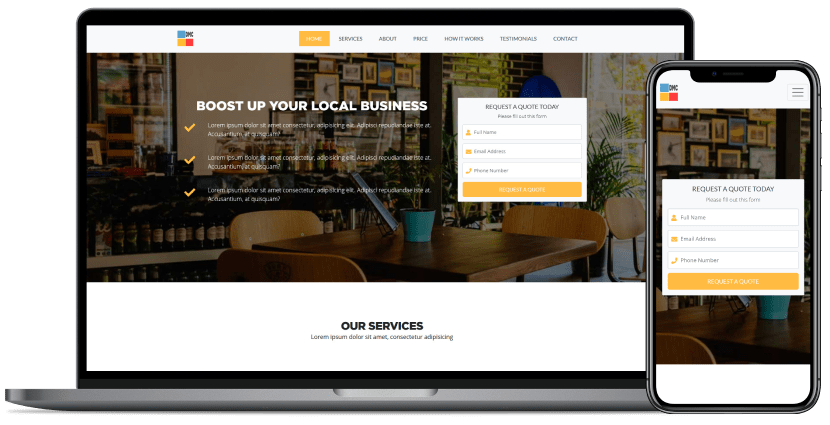 DMC
HOME SERVICES ABOUT PRICE HOW IT WORKS TESTIMONIALS CONTACT
BOOST UP YOUR LOCAL BUSINESS
Lorem ipsum dolor sit amet consectetur, adipisicing elit. Adipisci repudiandae iste at.
Accusantium, at quisquam?
Lorem ipsum dolor sit amet consectetur, adipisicing elit. Adipisci repudiandae iste at.
Accusantium, at quisquam?
Lorem ipsum dolor sit amet consectetur, adipisicing elit. Adipisci repudiandae iste at.
Accusantium, at quisquam?
REQUEST A QUOTE TODAY
Please fill out this form
Full Name
Email Address
Phone Number
REQUEST A QUOTE
OUR SERVICES
Lorem ipsum dolor sit amet, consectetur adipisicing
DMC
REQUEST A QUOTE TODAY
Please fill out this form
Full Name
Email Address
Phone Number
REQUEST A QUOTE